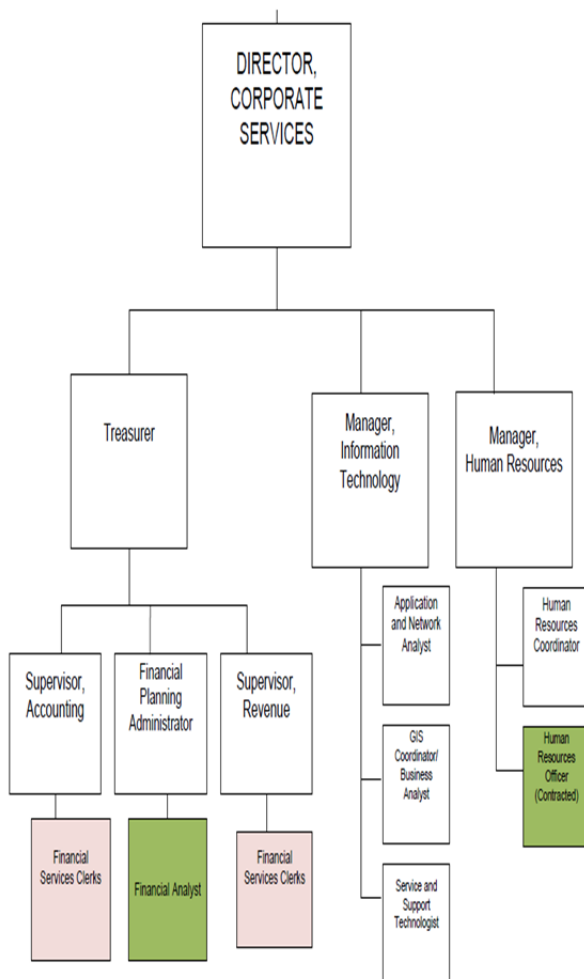 DIRECTOR,
CORPORATE
SERVICES
Treasurer
Manager,
Information
Technology
Manager,
Human Resources
Supervisor,
Accounting
Financial
Planning
Administrator
Supervisor,
Revenue
Application
and Network
Analyst
Human
Resources
Coordinator
GIS
Coordinator/
Business
Analyst
Human
Resources
Officer
(Contracted)
Financial
Services Clerks
Financial Analyst
Financial
Services Clerks
Service and
Support
Technologist